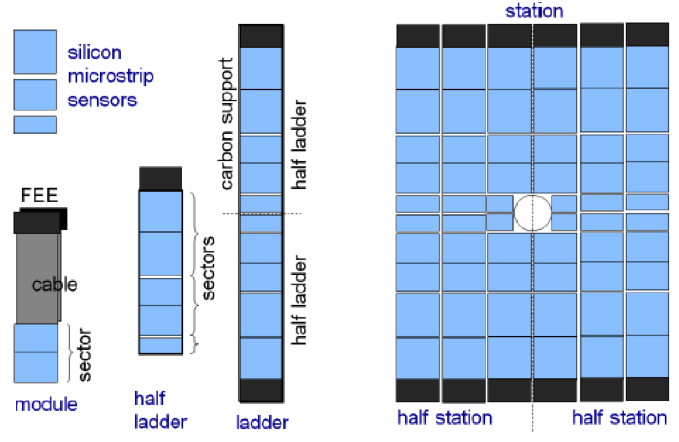 silicon
microstrip
sensors
FEE
cable
sector
module
sectors
half
ladder
carbon support
half ladder
half ladder
ladder
station
half station
half station